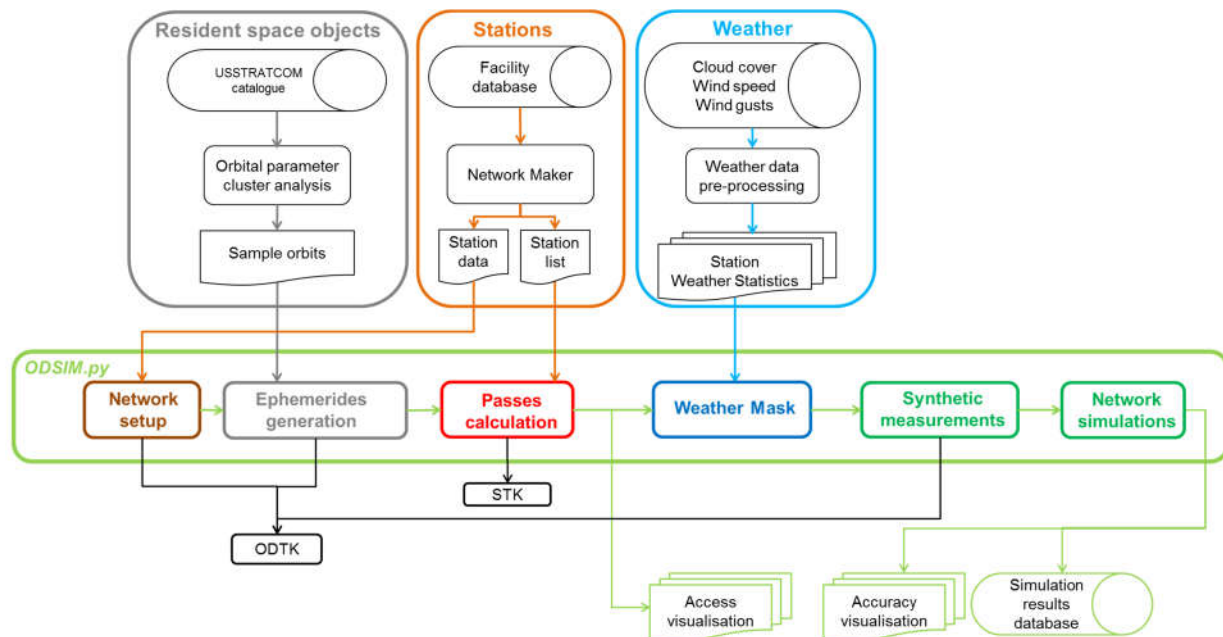 Resident space objects
USSTRATCOM
catalogue
Orbital parameter
cluster analysis
Sample orbits
Stations
Facility
database
Network Maker
Station
data
Station
list
Weather
Cloud cover
Wind speed
Wind gusts
Weather data
pre-processing
Station
Weather Statistics
ODSIM.py
Network
setup
Ephemerides
generation
Passes
calculation
Weather Mask
Synthetic
measurements
Network
simulations
STK
ODTK
Access
visualisation
Accuracy
visualisation
Simulation
results
database